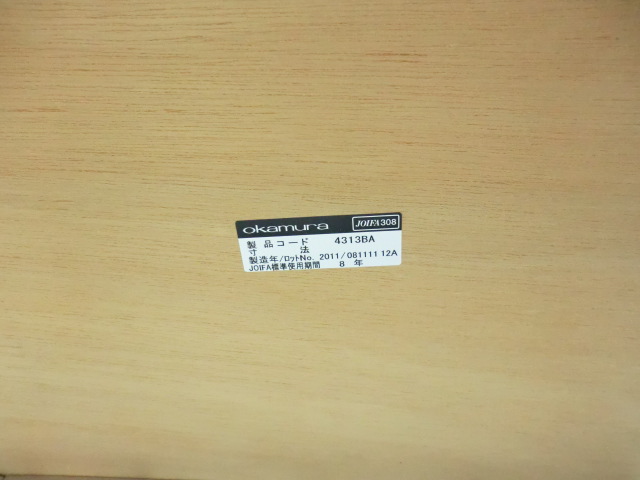 okamura JOIFA308
製品コード 4313BA
寸法
製造年/ロットNo. 2011/081111 12A
JOIFA標準使用期間 8 年